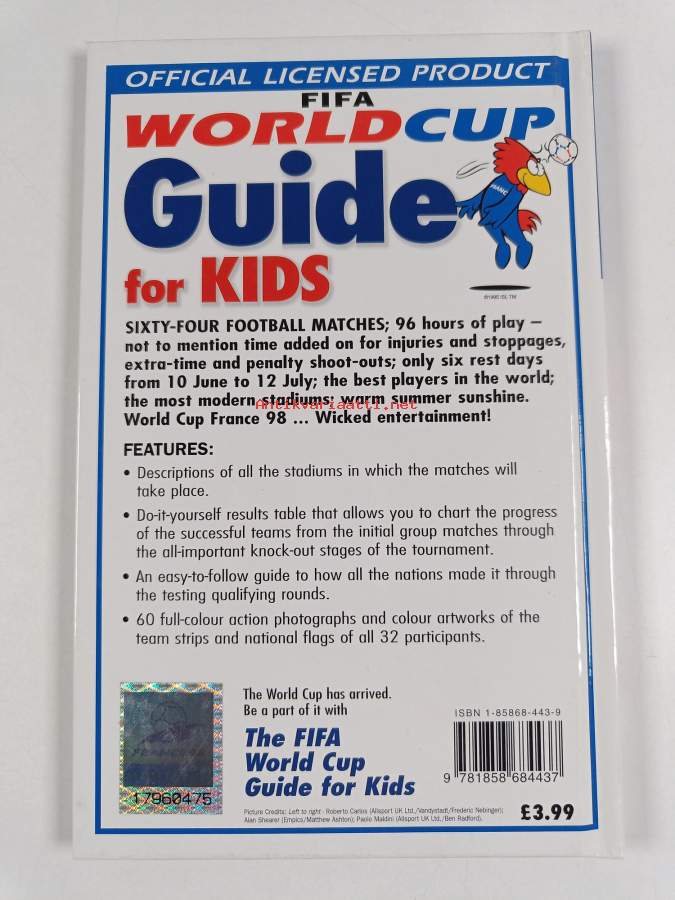 OFFICIAL LICENSED PRODUCT
FIFA
WORLD CUP
Guide
for KIDS
SIXTY-FOUR FOOTBALL MATCHES; 96 hours of play –
not to mention time added on for injuries and stoppages,
extra-time and penalty shoot-outs; only six rest days
from 10 June to 12 July; the best players in the world;
the most modern stadiums; warm summer sunshine.
Antikvariaatti.net
World Cup France 98 ... Wicked entertainment!
FEATURES:
• Descriptions of all the stadiums in which the matches will
take place.
• Do-it-yourself results table that allows you to chart the progress
of the successful teams from the initial group matches through
the all-important knock-out stages of the tournament.
• An easy-to-follow guide to how all the nations made it through
the testing qualifying rounds.
• 60 full-colour action photographs and colour artworks of the
team strips and national flags of all 32 participants.
17960475
The World Cup has arrived.
Be a part of it with
The FIFA
World Cup
Guide for Kids
ISBN 1-85868-443-9
9 781858 684437
Picture Credits: Left to right - Roberto Carlos (Allsport UK Ltd./Vandystadt/Frederic Nebinger);
Alan Shearer (Empics/Matthew Ashton); Paolo Maldini (Allsport UK Ltd./Ben Radford).
£3.99